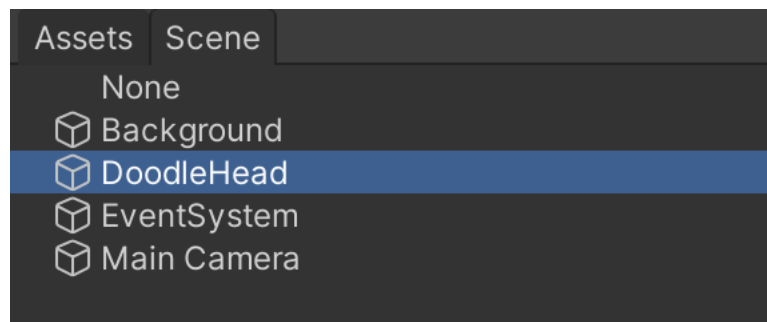 Assets Scene
None
Background
DoodleHead
EventSystem
Main Camera